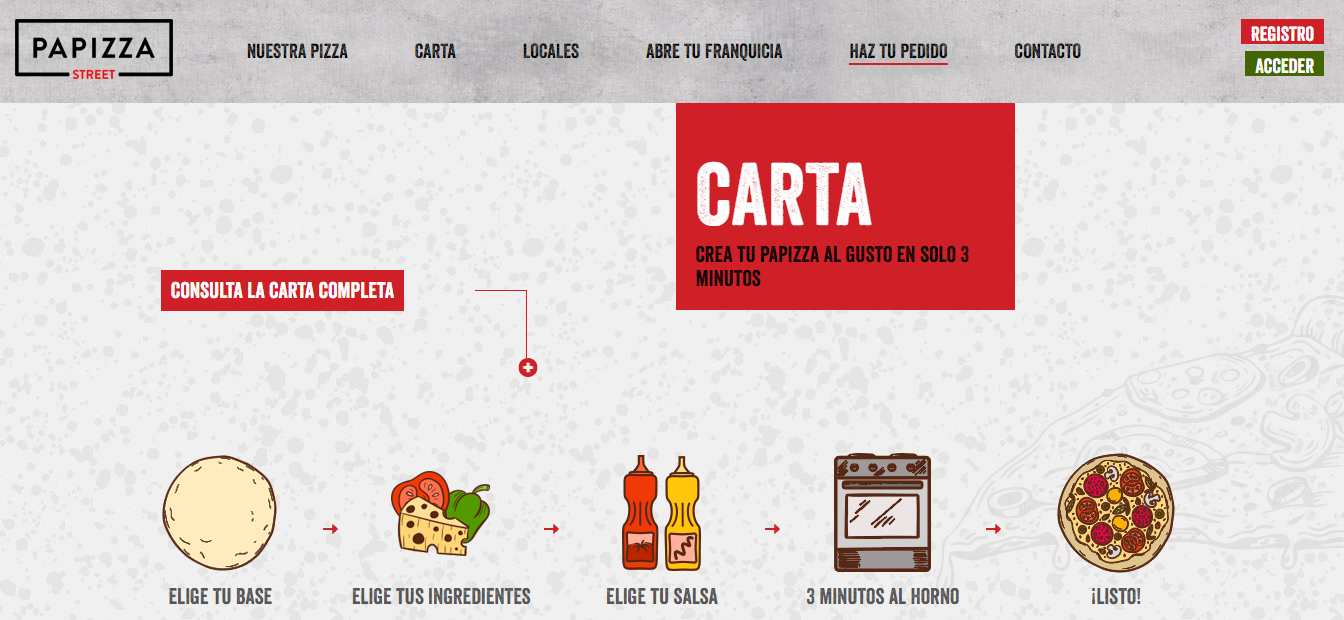 PAPIZZA
STREET
NUESTRA PIZZA
CARTA
LOCALES
ABRE TU FRANQUICIA
HAZ TU PEDIDO
CONTACTO
REGISTRO
ACCEDER
CARTA
CREA TU PAPIZZA AL GUSTO EN SOLO 3
MINUTOS
CONSULTA LA CARTA COMPLETA
ELIGE TU BASE
ELIGE TUS INGREDIENTES
ELIGE TU SALSA
3 MINUTOS AL HORNO
¡LISTO!